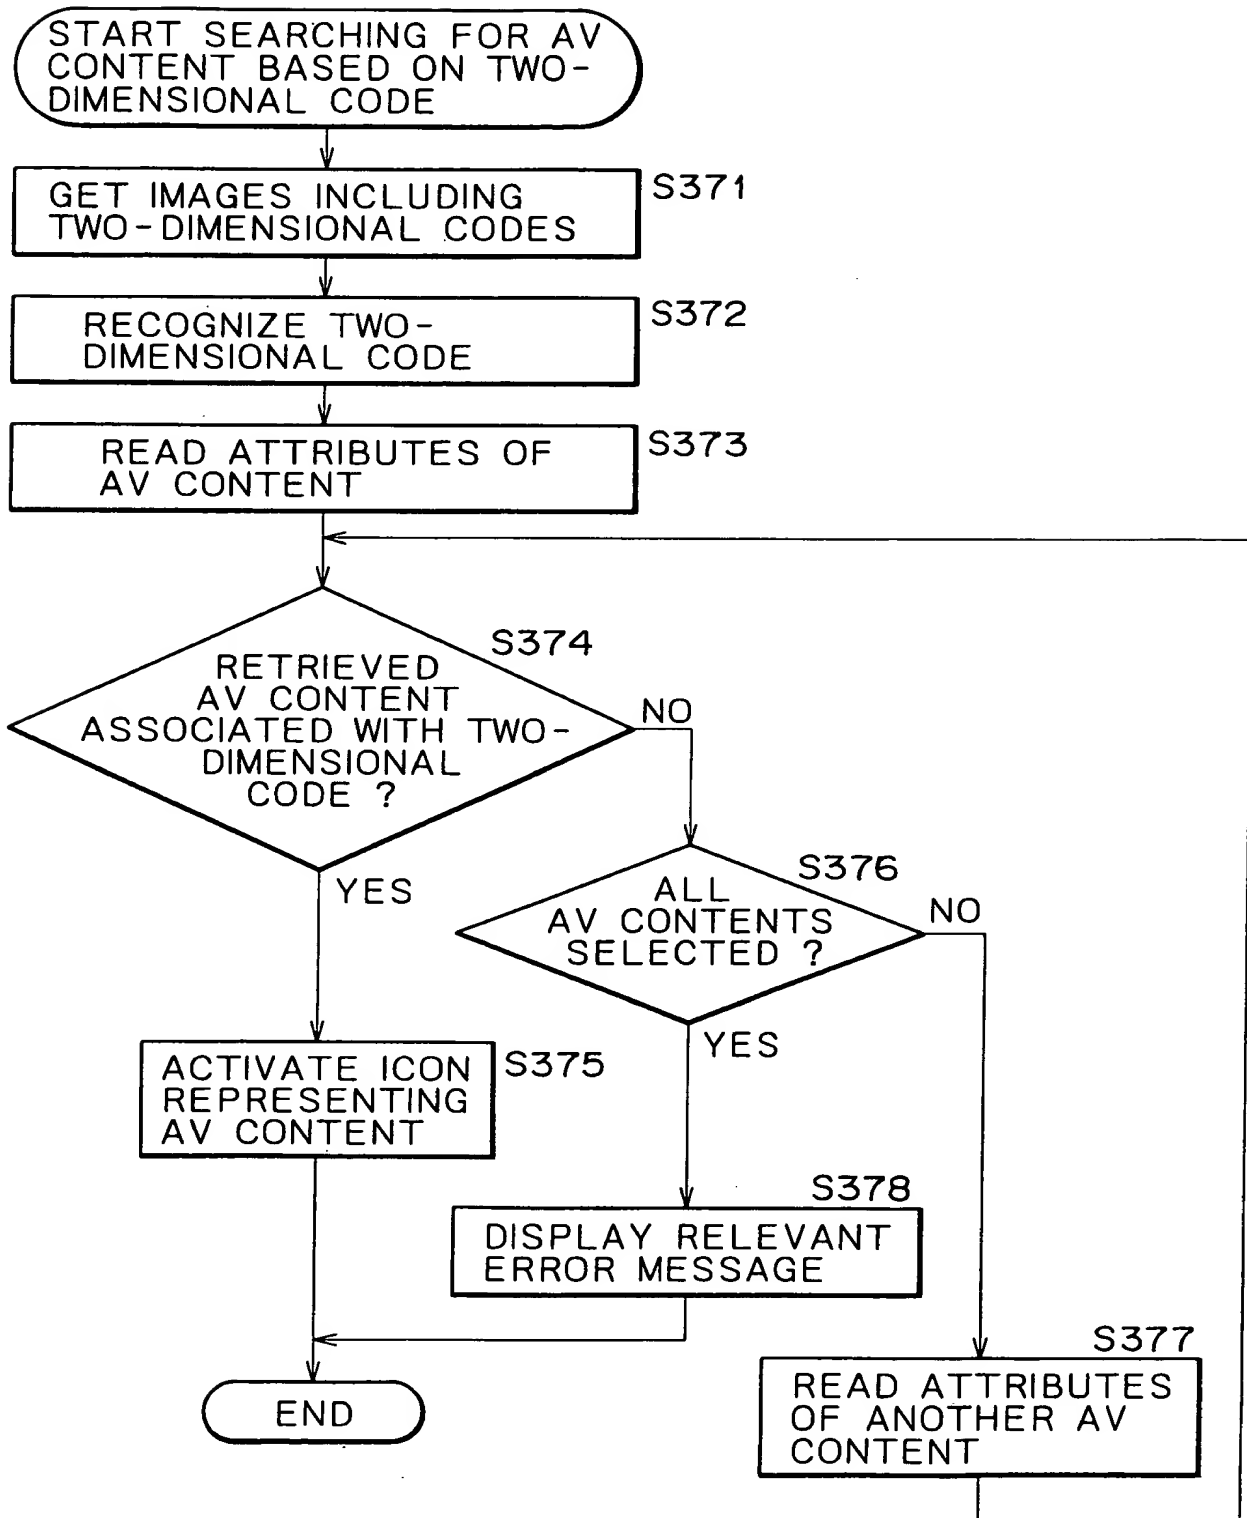 START SEARCHING FOR AV
CONTENT BASED ON TWO-
DIMENSIONAL CODE
S371
GET IMAGES INCLUDING
TWO-DIMENSIONAL CODES
S372
RECOGNIZE TWO-
DIMENSIONAL CODE
S373
READ ATTRIBUTES OF
AV CONTENT
S374
RETRIEVED
AV CONTENT
ASSOCIATED WITH TWO-
DIMENSIONAL
CODE ?
NO
YES
S376
ALL
AV CONTENTS
SELECTED ?
NO
YES
S375
ACTIVATE ICON
REPRESENTING
AV CONTENT
S378
DISPLAY RELEVANT
ERROR MESSAGE
S377
READ ATTRIBUTES
OF ANOTHER AV
CONTENT
END